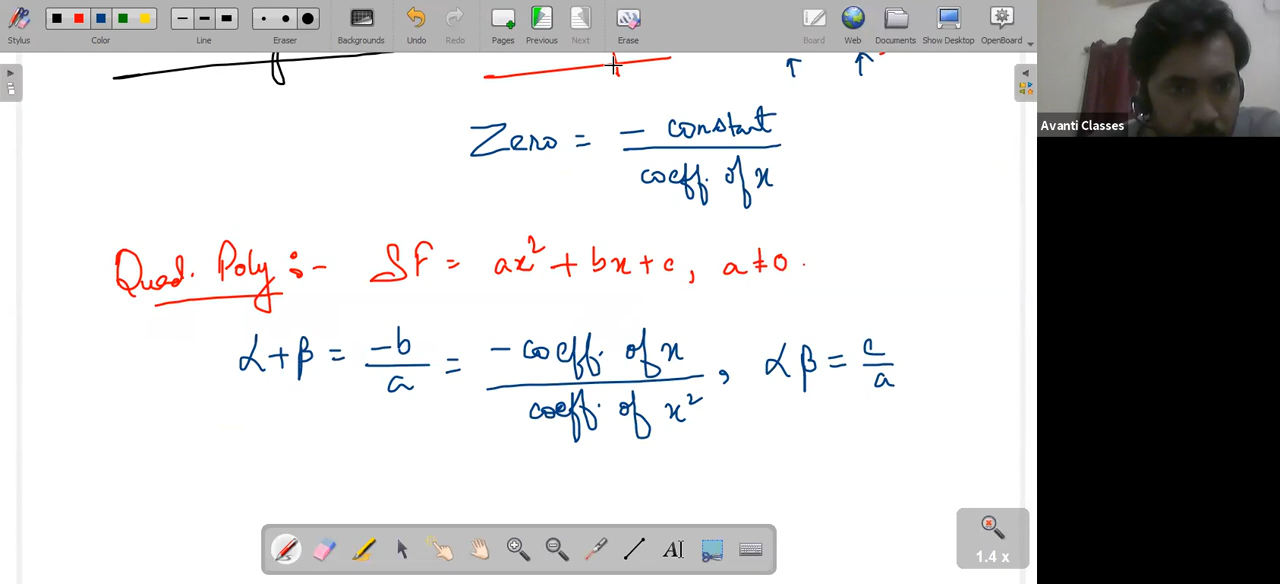 Stylus Color Line Eraser Backgrounds Undo Redo Pages Previous Next Erase Board Web Documents Show Desktop OpenBoard
Avanti Classes
Zero = - constant / coeff. of x
Quad. Poly :- SF = ax² + bx + c, a ≠ 0.
α + β = -b / a = - coeff. of x / coeff. of x², αβ = c / a
1.4 x